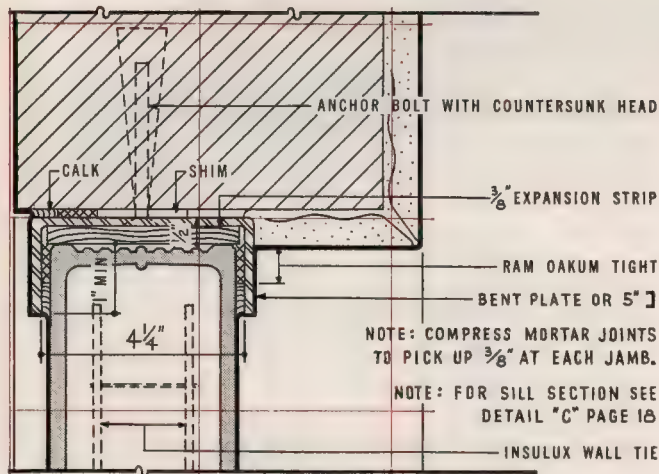 ANCHOR BOLT WITH COUNTERSUNK HEAD
CALK
SHIM
3/8" EXPANSION STRIP
1/2"
1" MIN
RAM OAKUM TIGHT
BENT PLATE OR 5" ]
4 1/4"
NOTE: COMPRESS MORTAR JOINTS
TO PICK UP 3/8" AT EACH JAMB.
NOTE: FOR SILL SECTION SEE
DETAIL "C" PAGE 18
INSULUX WALL TIE